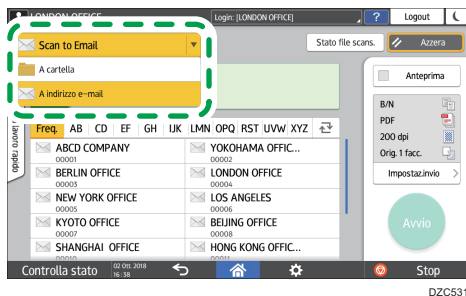 LONDON OFFICE
Login: [LONDON OFFICE]
?
Logout
Scan to Email
Stato file scans.
Azzera
A cartella
A indirizzo e-mail
Anteprima
Freq. AB CD EF GH IJK LMN OPQ RST UVW XYZ
lavoro rapido
ABCD COMPANY
00001
YOKOHAMA OFFIC...
00002
BERLIN OFFICE
00003
LONDON OFFICE
00004
NEW YORK OFFICE
00005
LOS ANGELES
00006
KYOTO OFFICE
00007
BEIJING OFFICE
00008
SHANGHAI OFFICE
00010
HONG KONG OFFIC...
00011
B/N
PDF
200 dpi
Orig. 1 facc.
Impostaz.invio
Avvio
Controlla stato
02 Ott. 2018
16:38
Stop
DZC531